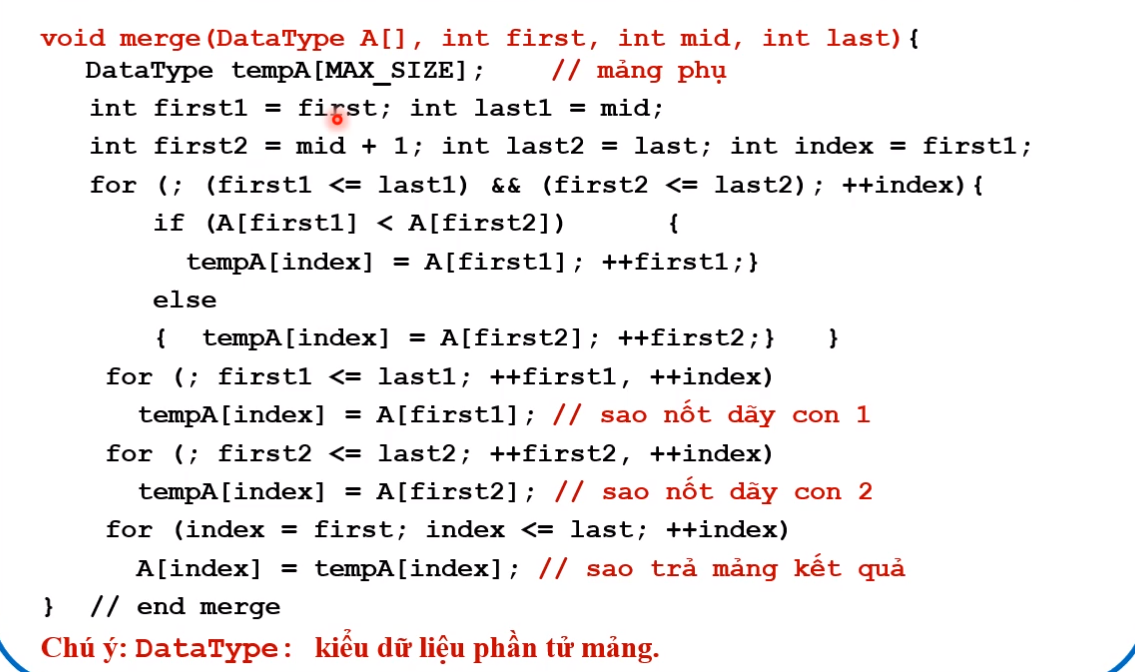 void merge(DataType A[], int first, int mid, int last){
DataType tempA[MAX_SIZE]; // mảng phụ
int first1 = first; int last1 = mid;
int first2 = mid + 1; int last2 = last; int index = first1;
for (; (first1 <= last1) && (first2 <= last2); ++index){
if (A[first1] < A[first2]) {
tempA[index] = A[first1]; ++first1;}
else
{ tempA[index] = A[first2]; ++first2;} }
for (; first1 <= last1; ++first1, ++index)
tempA[index] = A[first1]; // sao nốt dãy con 1
for (; first2 <= last2; ++first2, ++index)
tempA[index] = A[first2]; // sao nốt dãy con 2
for (index = first; index <= last; ++index)
A[index] = tempA[index]; // sao trả mảng kết quả
} // end merge
Chú ý: DataType: kiểu dữ liệu phần tử mảng.